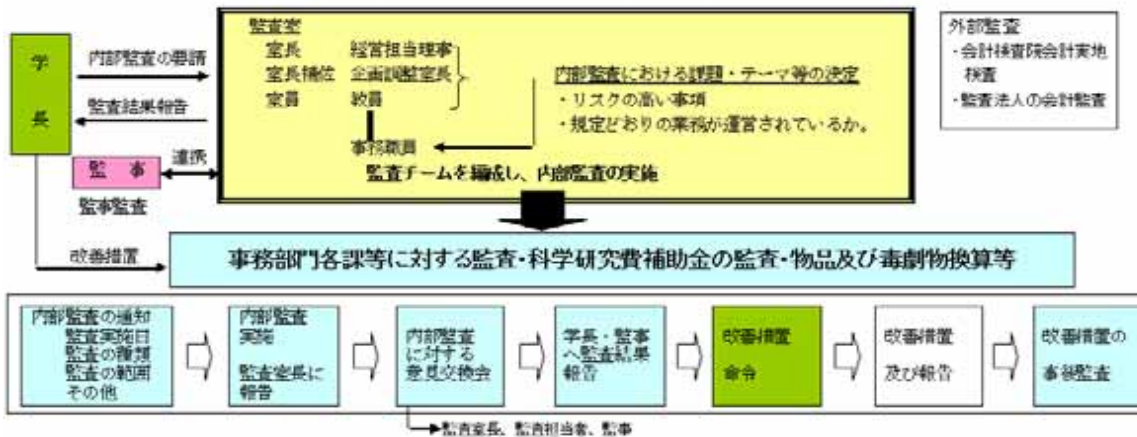 学長
内部監査の要請
監査結果報告
監事
連携
監事監査
改善措置
監査室
室長 経営担当理事
室長補佐 企画調整室長
室員 教員
事務職員
内部監査における課題・テーマ等の決定
・リスクの高い事項
・規定どおりの業務が運営されているか。
監査チームを編成し、内部監査の実施
外部監査
・会計検査院会計実地
検査
・監査法人の会計監査
事務部門各課等に対する監査・科学研究費補助金の監査・物品及び毒劇物換算等
内部監査の通知
監査実施日
監査の種類
監査の範囲
その他
内部監査
実施
監査室長に
報告
内部監査
に対する
意見交換会
学長・監事
へ監査結果
報告
改善措置
命令
改善措置
及び報告
改善措置の
事後監査
監査室長、監査担当者、監事